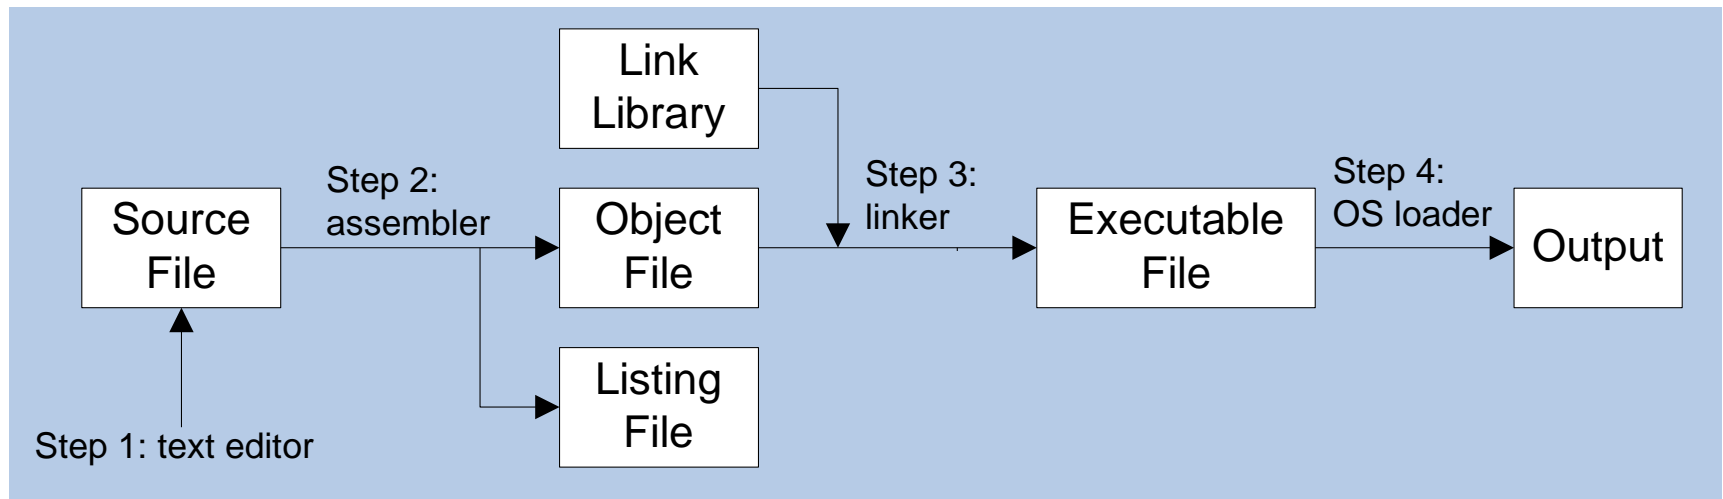 Link
Library
Step 2:
assembler
Step 3:
linker
Step 4:
OS loader
Source
File
Object
File
Executable
File
Output
Listing
File
Step 1: text editor